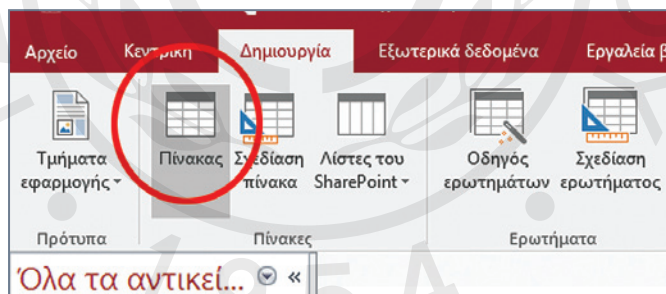 Αρχείο Κεντρική Δημιουργία Εξωτερικά δεδομένα Εργαλεία
Πίνακας
Τμήματα Σχεδίαση Λίστες του Οδηγός Σχεδίαση
εφαρμογής πίνακα SharePoint ερωτημάτων ερωτήματος
Πρότυπα Πίνακες Ερωτήματα
Όλα τα αντικεί... «